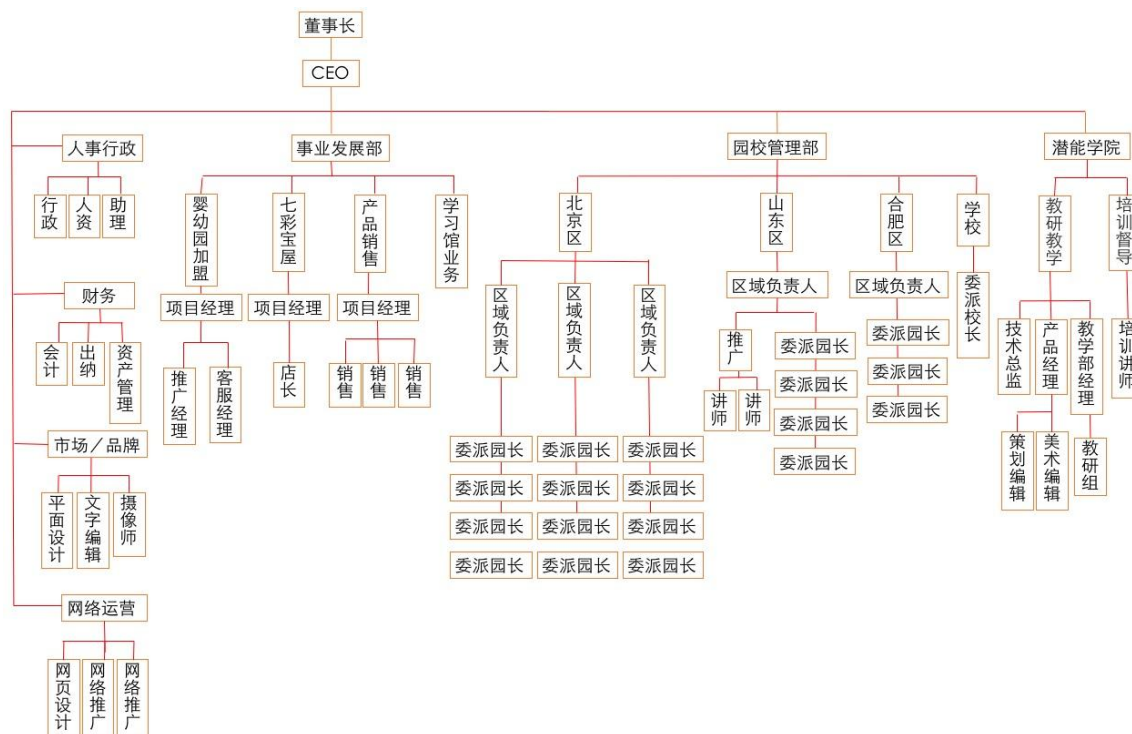 董事长
CEO
人事行政
事业发展部
园校管理部
潜能学院
行政
人资
助理
婴幼园加盟
七彩宝屋
产品销售
学习馆业务
北京区
山东区
合肥区
学校
教研教学
培训督导
财务
会计
出纳
资产管理
项目经理
项目经理
项目经理
推广经理
客服经理
店长
销售
销售
销售
区域负责人
区域负责人
区域负责人
区域负责人
区域负责人
委派校长
推广
讲师
讲师
委派园长
委派园长
委派园长
委派园长
委派园长
委派园长
委派园长
技术总监
产品经理
教学部经理
培训讲师
策划编辑
美术编辑
教研组
市场／品牌
平面设计
文字编辑
摄像师
委派园长
委派园长
委派园长
委派园长
委派园长
委派园长
委派园长
委派园长
委派园长
委派园长
委派园长
委派园长
网络运营
网页设计
网络推广
网络推广